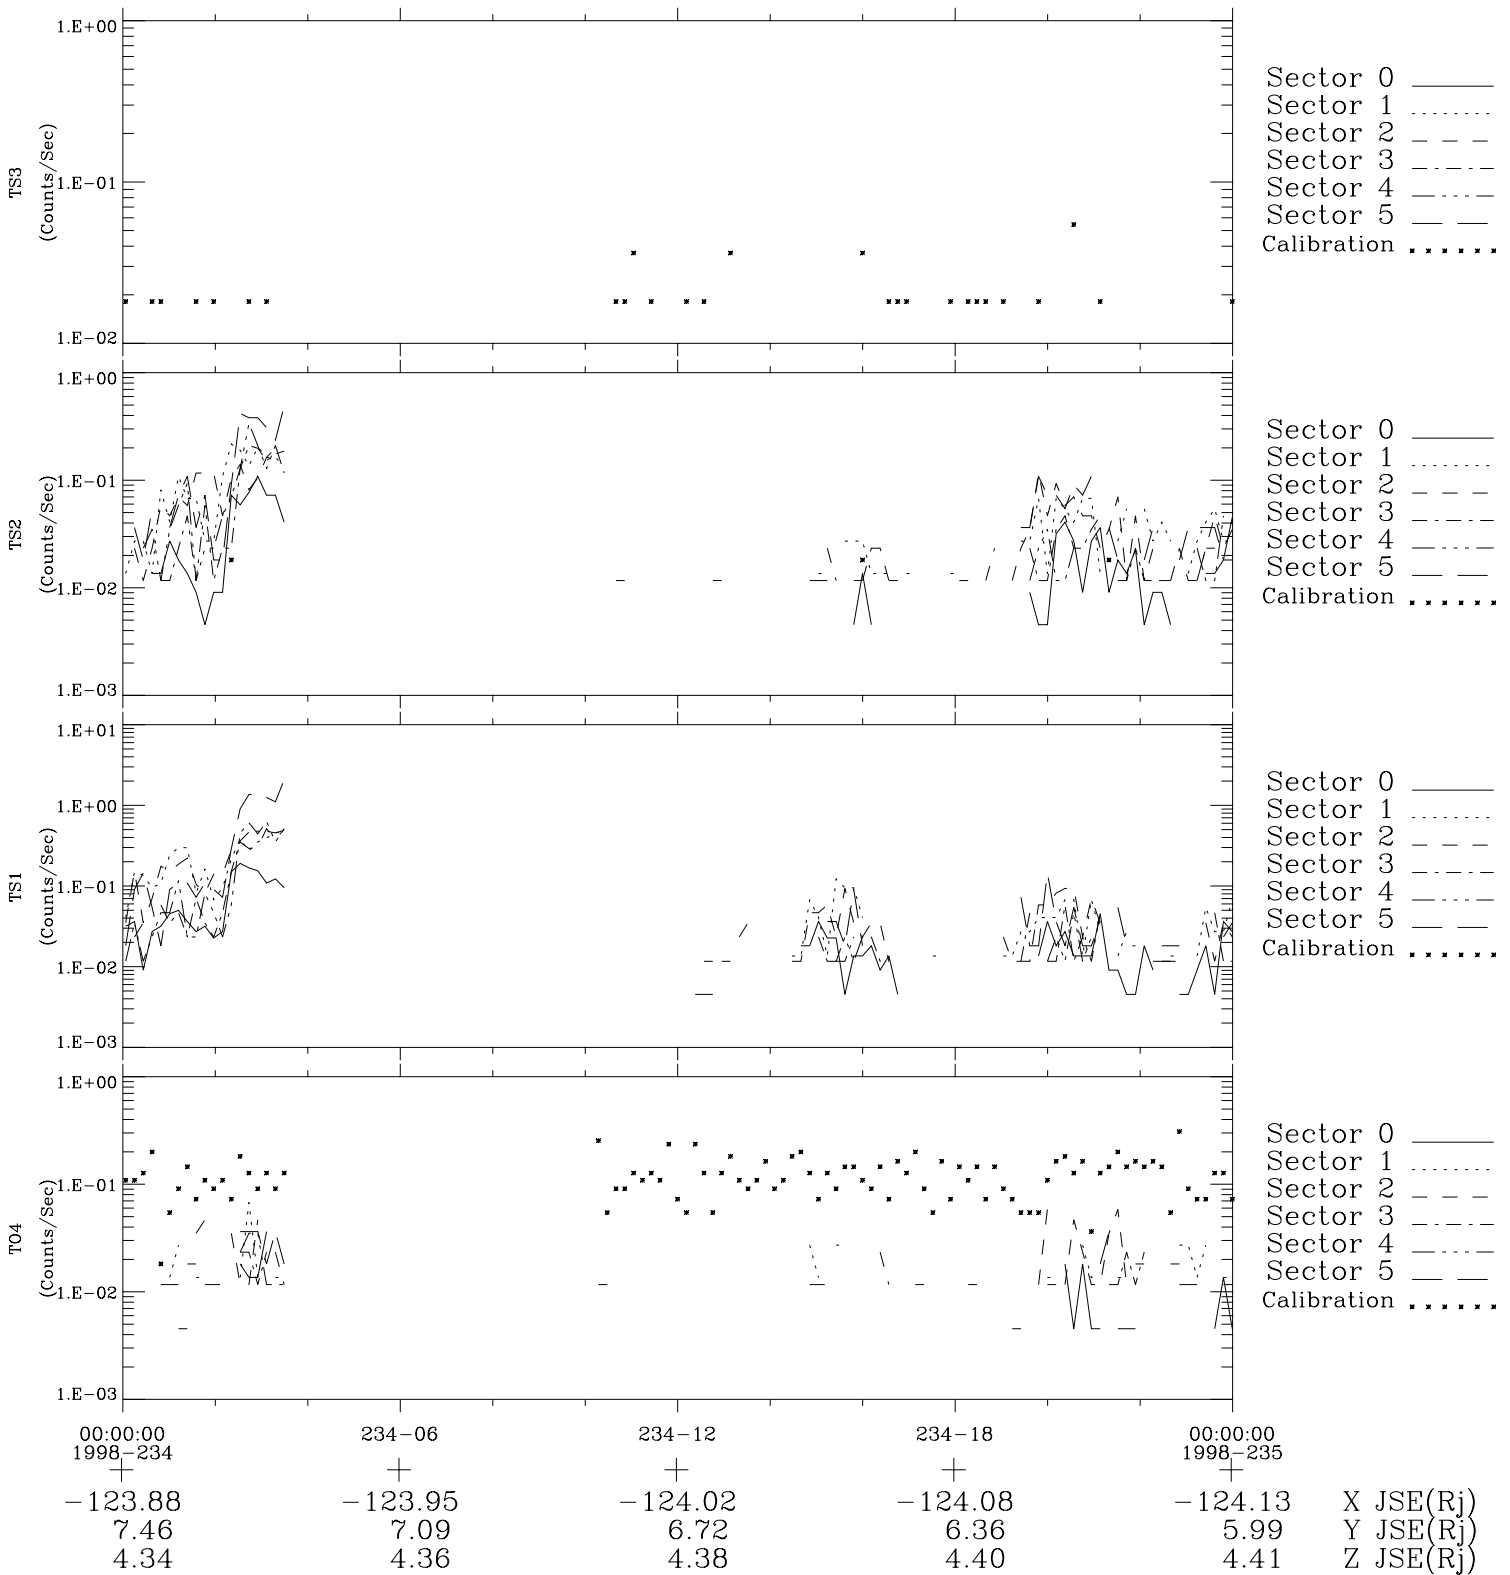 1.E+00
1.E-01
1.E-02
TS3
(Counts/Sec)
Sector 0
Sector 1
Sector 2
Sector 3
Sector 4
Sector 5
Calibration
1.E+00
1.E-01
1.E-02
1.E-03
TS2
(Counts/Sec)
Sector 0
Sector 1
Sector 2
Sector 3
Sector 4
Sector 5
Calibration
1.E+01
1.E+00
1.E-01
1.E-02
1.E-03
TS1
(Counts/Sec)
Sector 0
Sector 1
Sector 2
Sector 3
Sector 4
Sector 5
Calibration
1.E+00
1.E-01
1.E-02
1.E-03
TO4
(Counts/Sec)
Sector 0
Sector 1
Sector 2
Sector 3
Sector 4
Sector 5
Calibration
00:00:00 234-06 234-12 234-18 00:00:00
1998-234 1998-235
-123.88 -123.95 -124.02 -124.08 -124.13 X JSE(Rj)
7.46 7.09 6.72 6.36 5.99 Y JSE(Rj)
4.34 4.36 4.38 4.40 4.41 Z JSE(Rj)